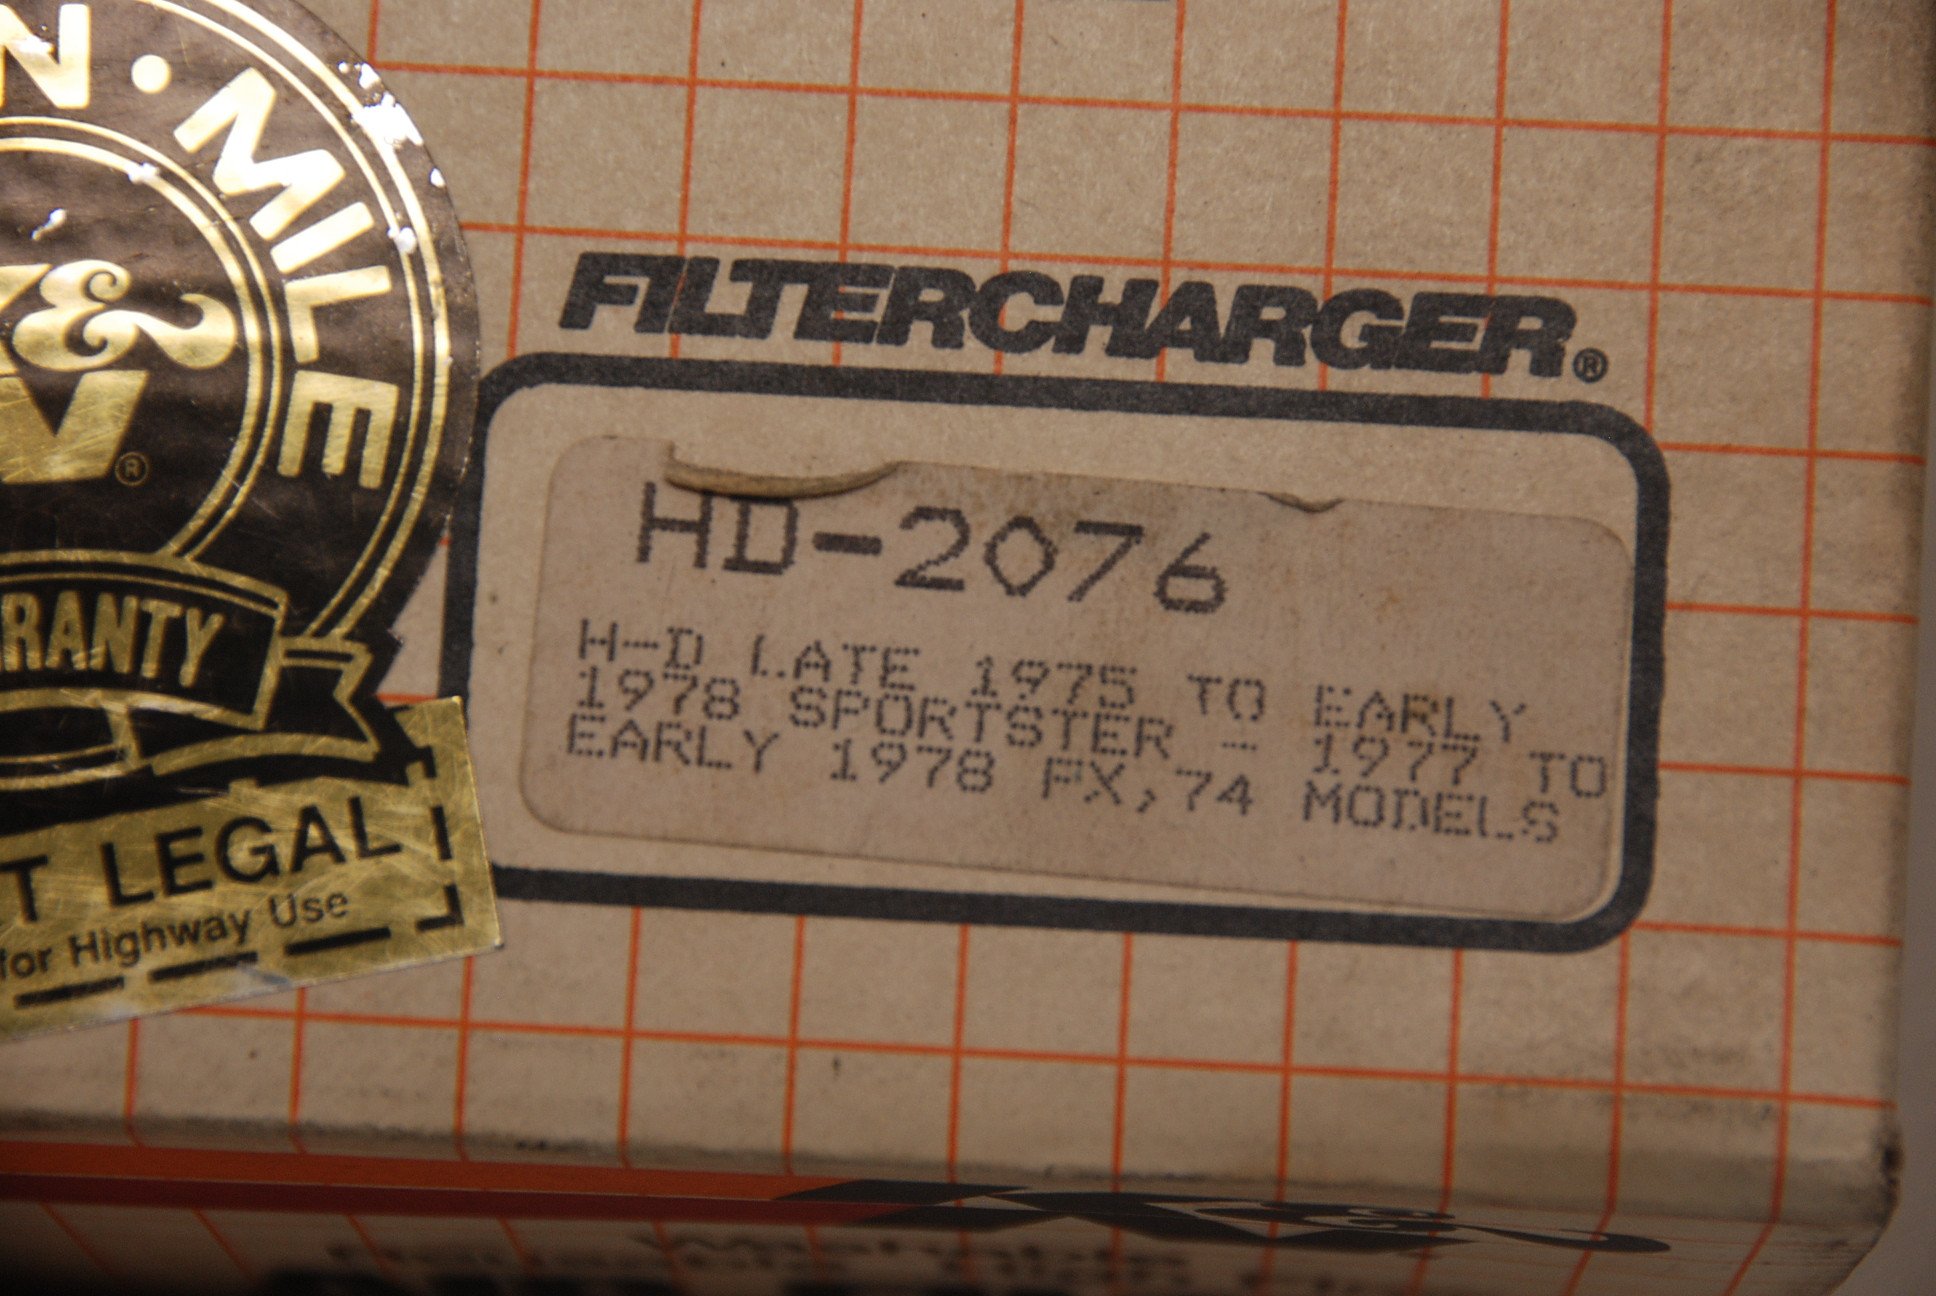 N • MILE
K&N®
RANTY
T LEGAL
for Highway Use
FILTERCHARGER®
HD-2076
H-D LATE 1975 TO EARLY
1978 SPORTSTER - 1977 TO
EARLY 1978 FX,74 MODELS
K&N
Washable